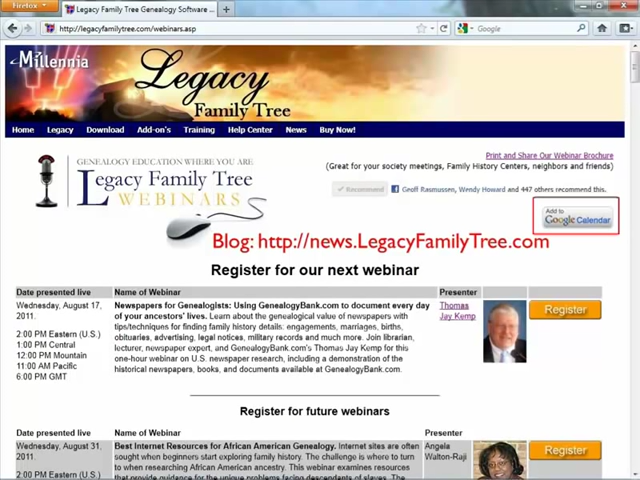 Firefox
Legacy Family Tree Genealogy Software ...
http://legacyfamilytree.com/webinars.asp
Google
Millennia
Legacy
Family Tree
Home Legacy Download Add-on's Training Help Center News Buy Now!
Print and Share Our Webinar Brochure
(Great for your society meetings, Family History Centers, neighbors and friends)
GENEALOGY EDUCATION WHERE YOU ARE
Legacy Family Tree
WEBINARS
Recommend Geoff Rasmussen, Wendy Howard and 447 others recommend this.
Add to
Google Calendar
Blog: http://news.LegacyFamilyTree.com
Register for our next webinar
Date presented live Name of Webinar Presenter
Wednesday, August 17, 2011.
2:00 PM Eastern (U.S.)
1:00 PM Central
12:00 PM Mountain
11:00 AM Pacific
6:00 PM GMT
Newspapers for Genealogists: Using GenealogyBank.com to document every day
of your ancestors' lives. Learn about the genealogical value of newspapers with
tips/techniques for finding family history details: engagements, marriages, births,
obituaries, advertising, legal notices, military records and much more. Join librarian,
lecturer, newspaper expert, and GenealogyBank.com's Thomas Jay Kemp for this
one-hour webinar on U.S. newspaper research, including a demonstration of the
historical newspapers, books, and documents available at GenealogyBank.com.
Thomas
Jay Kemp
Register
Register for future webinars
Date presented live Name of Webinar Presenter
Wednesday, August 31,
2011.
2:00 PM Eastern (U.S.)
Best Internet Resources for African American Genealogy. Internet sites are often
sought when beginners start exploring family history. The challenge is where to turn
to when researching African American ancestry. This webinar examines resources
that provide guidance for the unique problems facing descendants of slaves. The
Angela
Walton-Raji
Register